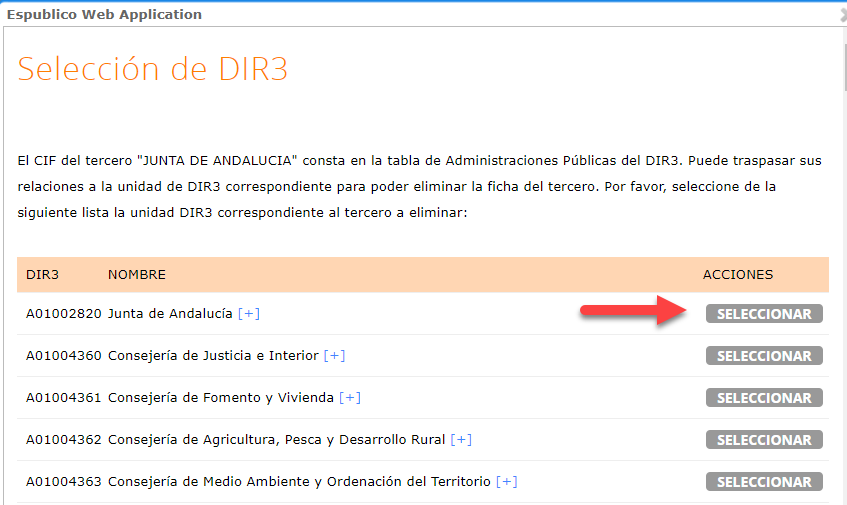 Espublico Web Application
Selección de DIR3
El CIF del tercero "JUNTA DE ANDALUCIA" consta en la tabla de Administraciones Públicas del DIR3. Puede traspasar sus
relaciones a la unidad de DIR3 correspondiente para poder eliminar la ficha del tercero. Por favor, seleccione de la
siguiente lista la unidad DIR3 correspondiente al tercero a eliminar:
DIR3 NOMBRE ACCIONES
A01002820 Junta de Andalucía [+] SELECCIONAR
A01004360 Consejería de Justicia e Interior [+] SELECCIONAR
A01004361 Consejería de Fomento y Vivienda [+] SELECCIONAR
A01004362 Consejería de Agricultura, Pesca y Desarrollo Rural [+] SELECCIONAR
A01004363 Consejería de Medio Ambiente y Ordenación del Territorio [+] SELECCIONAR